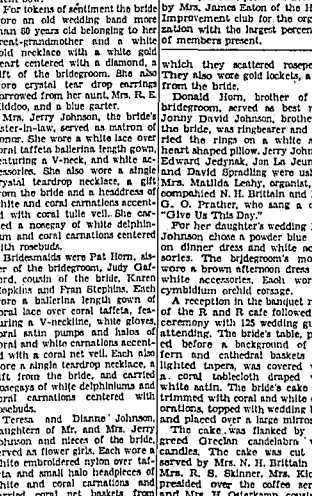 For tokens of sentiment the bride
wore an old wedding band more
than 80 years old belonging to her
great-grandmother and a white
gold necklace with a white gold
heart centered with a diamond, a
gift of the bridegroom. She also
wore crystal tear drop earrings
borrowed from her aunt, Mrs. R. E.
Kiddoo, and a blue garter.
Mrs. Jerry Johnson, the bride's
sister-in-law, served as matron of
honor. She wore a white lace over
coral taffeta ballerina length gown,
featuring a V-neck, and white ac-
cessories. She also wore a single
crystal teardrop necklace, a gift
from the bride and a headdress of
white and coral carnations accent-
ed with coral tulle veil. She car-
ried a nosegay of white delphin-
ium and coral carnations centered
with rosebuds.
Bridesmaids were Pat Horn, sis-
ter of the bridegroom, Judy Gaf-
ford, cousin of the bride, Karen
Hopkins and Fran Stepkins. Each
wore a ballerina length gown of
coral lace over coral taffeta, fea-
turing a V-neckline, white gloves,
coral satin pumps and halos of
coral and white carnations accent-
ed with a coral net veil. Each also
wore a single teardrop necklace, a
gift from the bride, and carried
nosegays of white delphiniums and
coral carnations centered with
rosebuds.
Teresa and Dianne Johnson,
daughters of Mr. and Mrs. Jerry
Johnson and nieces of the bride,
served as flower girls. Each wore a
white embroidered nylon over taf-
feta and small halo headpieces of
white and coral carnations and
carried coral net baskets from
by Mrs. James Eaton of the H
Improvement club for the org
zation with the largest percen
of members present.
which they scattered rosepe
They also wore gold lockets, a
from the bride.
Donald Horn, brother of
bridegroom, served as best r
Jonny David Johnson, brothe
the bride, was ringbearer and
ried the rings on a white s
heart shaped pillow. Jerry John
Edward Jedynak, Jon La Jeun
and David Spradling were ush
Mrs. Matilda Leahy, organist,
companied N. H. Brittain and
G. O. Prather, who sang a c
"Give Us This Day."
For her daughter's wedding
Johnson chose a powder blue
on dinner dress and white ac
sories. The bridegroom's mo
wore a brown afternoon dress
white accessories. Each wor
cymbidium orchid corsage.
A reception in the banquet r
of the R and R cafe followed
ceremony with 125 wedding gu
attending. The bride's table, p
ed before a background of
fern and cathedral baskets
lighted tapers, was covered
a coral tablecloth draped
white satin. The bride's cake
trimmed with coral and white
orations, topped with wedding
and placed over a large mirro
The cake was flanked by
greed Grecian candelabra
candles. The cake was cut
served by Mrs. N. H. Brittain
Mrs. R. B. Skinner. Mrs. Kid
presided over the coffee ser
and Mrs. H Osterkamp